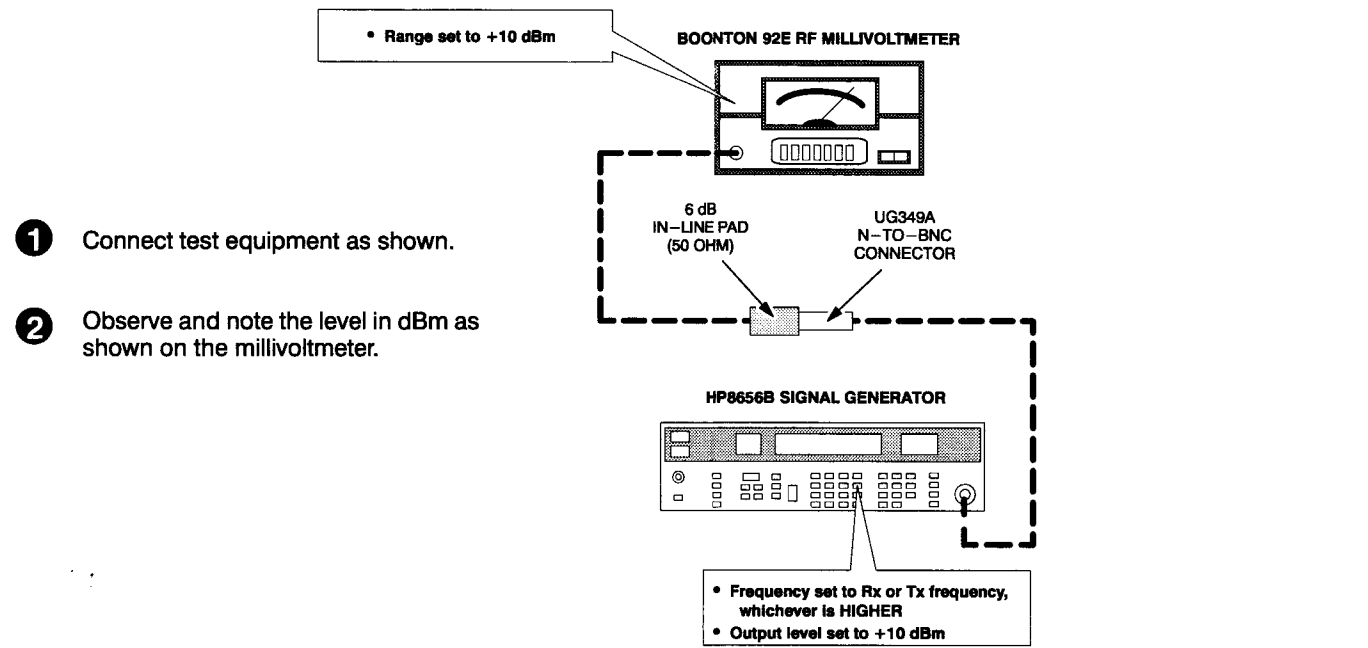 • Range set to +10 dBm
BOONTON 92E RF MILLIVOLTMETER
6 dB
IN–LINE PAD
(50 OHM)
UG349A
N–TO–BNC
CONNECTOR
1 Connect test equipment as shown.
2 Observe and note the level in dBm as
shown on the millivoltmeter.
HP8656B SIGNAL GENERATOR
• Frequency set to Rx or Tx frequency,
whichever is HIGHER
• Output level set to +10 dBm